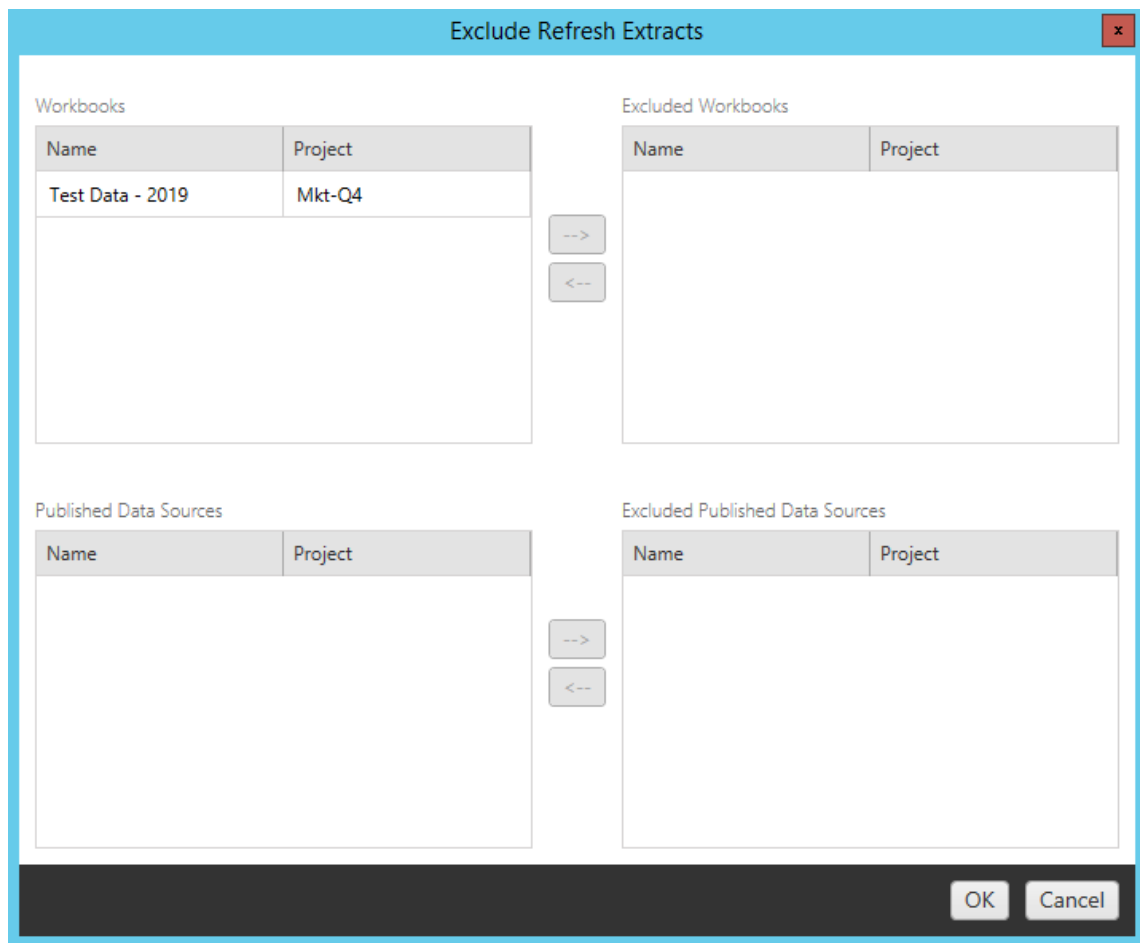 Exclude Refresh Extracts
x
Workbooks
Excluded Workbooks
Name Project
Name Project
Test Data - 2019 Mkt-Q4
-->
<--
Published Data Sources
Excluded Published Data Sources
Name Project
Name Project
-->
<--
OK Cancel